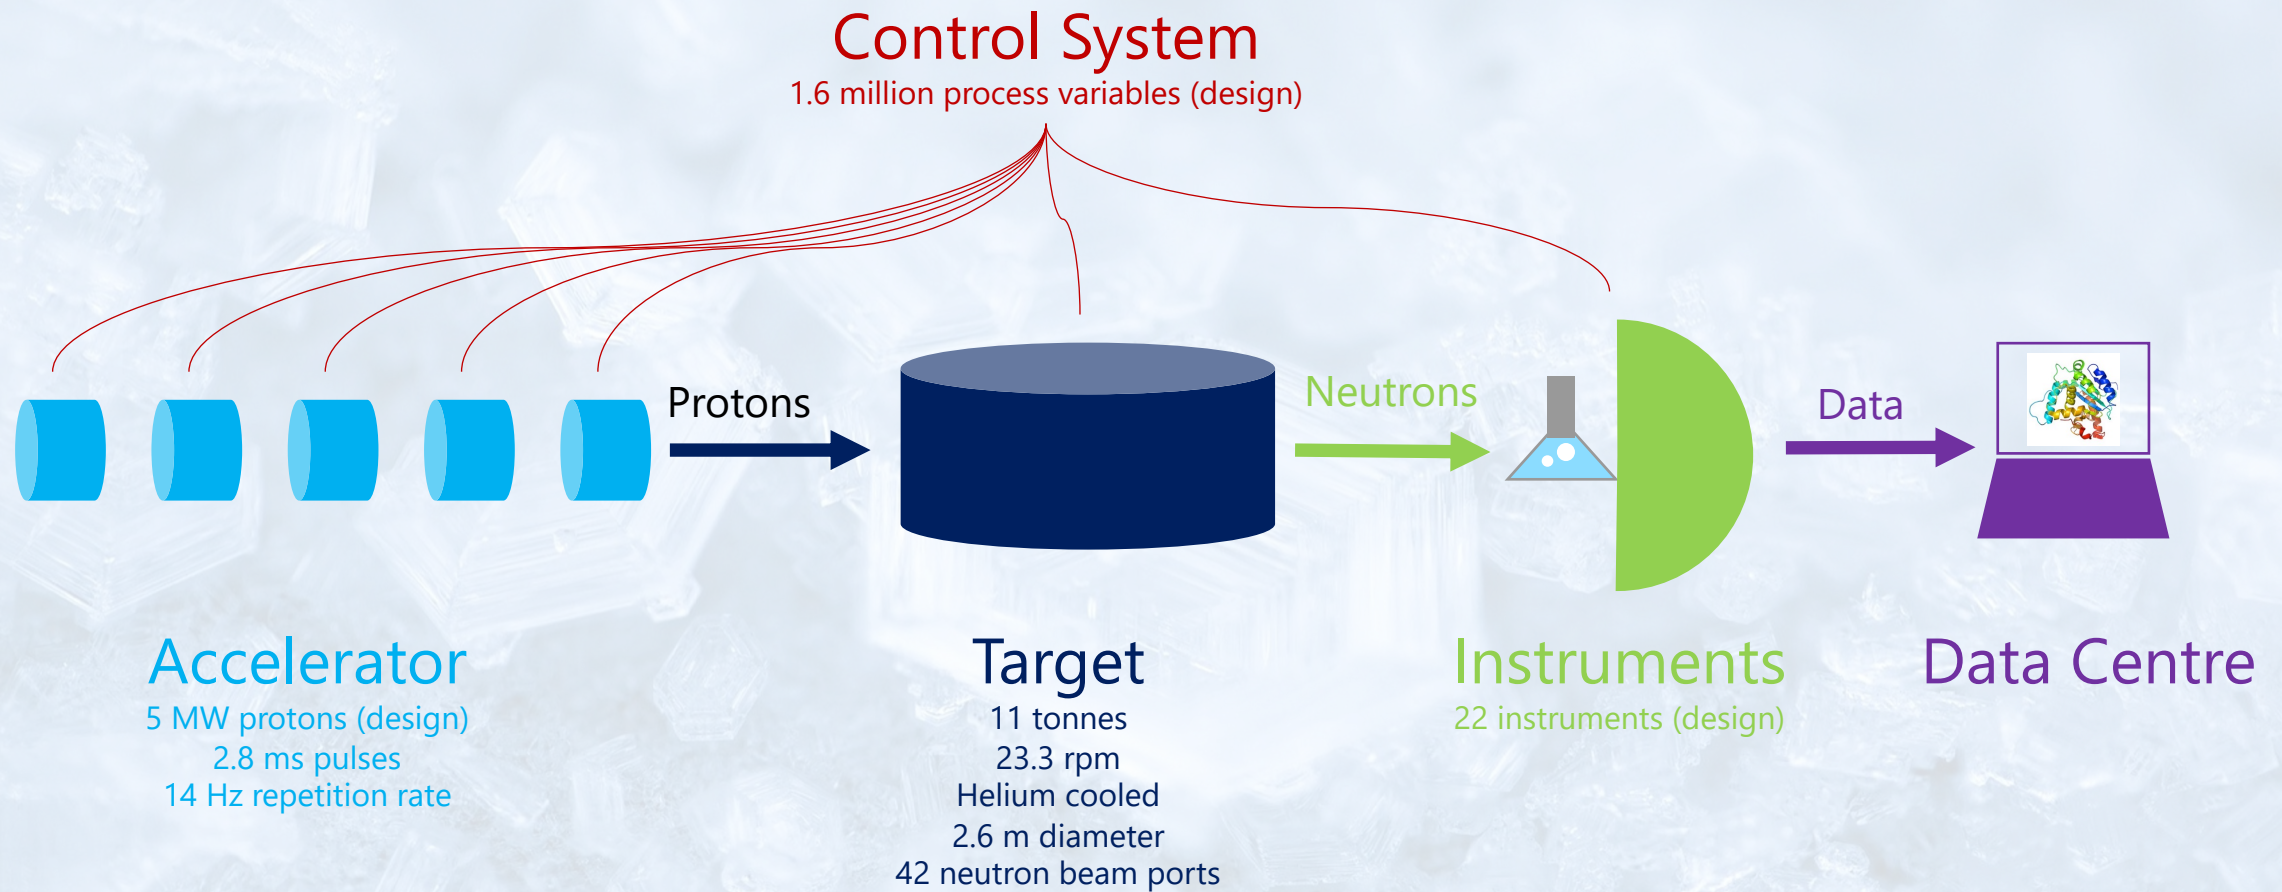 Control System
1.6 million process variables (design)
Protons
Neutrons
Data
Accelerator
5 MW protons (design)
2.8 ms pulses
14 Hz repetition rate
Target
11 tonnes
23.3 rpm
Helium cooled
2.6 m diameter
42 neutron beam ports
Instruments
22 instruments (design)
Data Centre